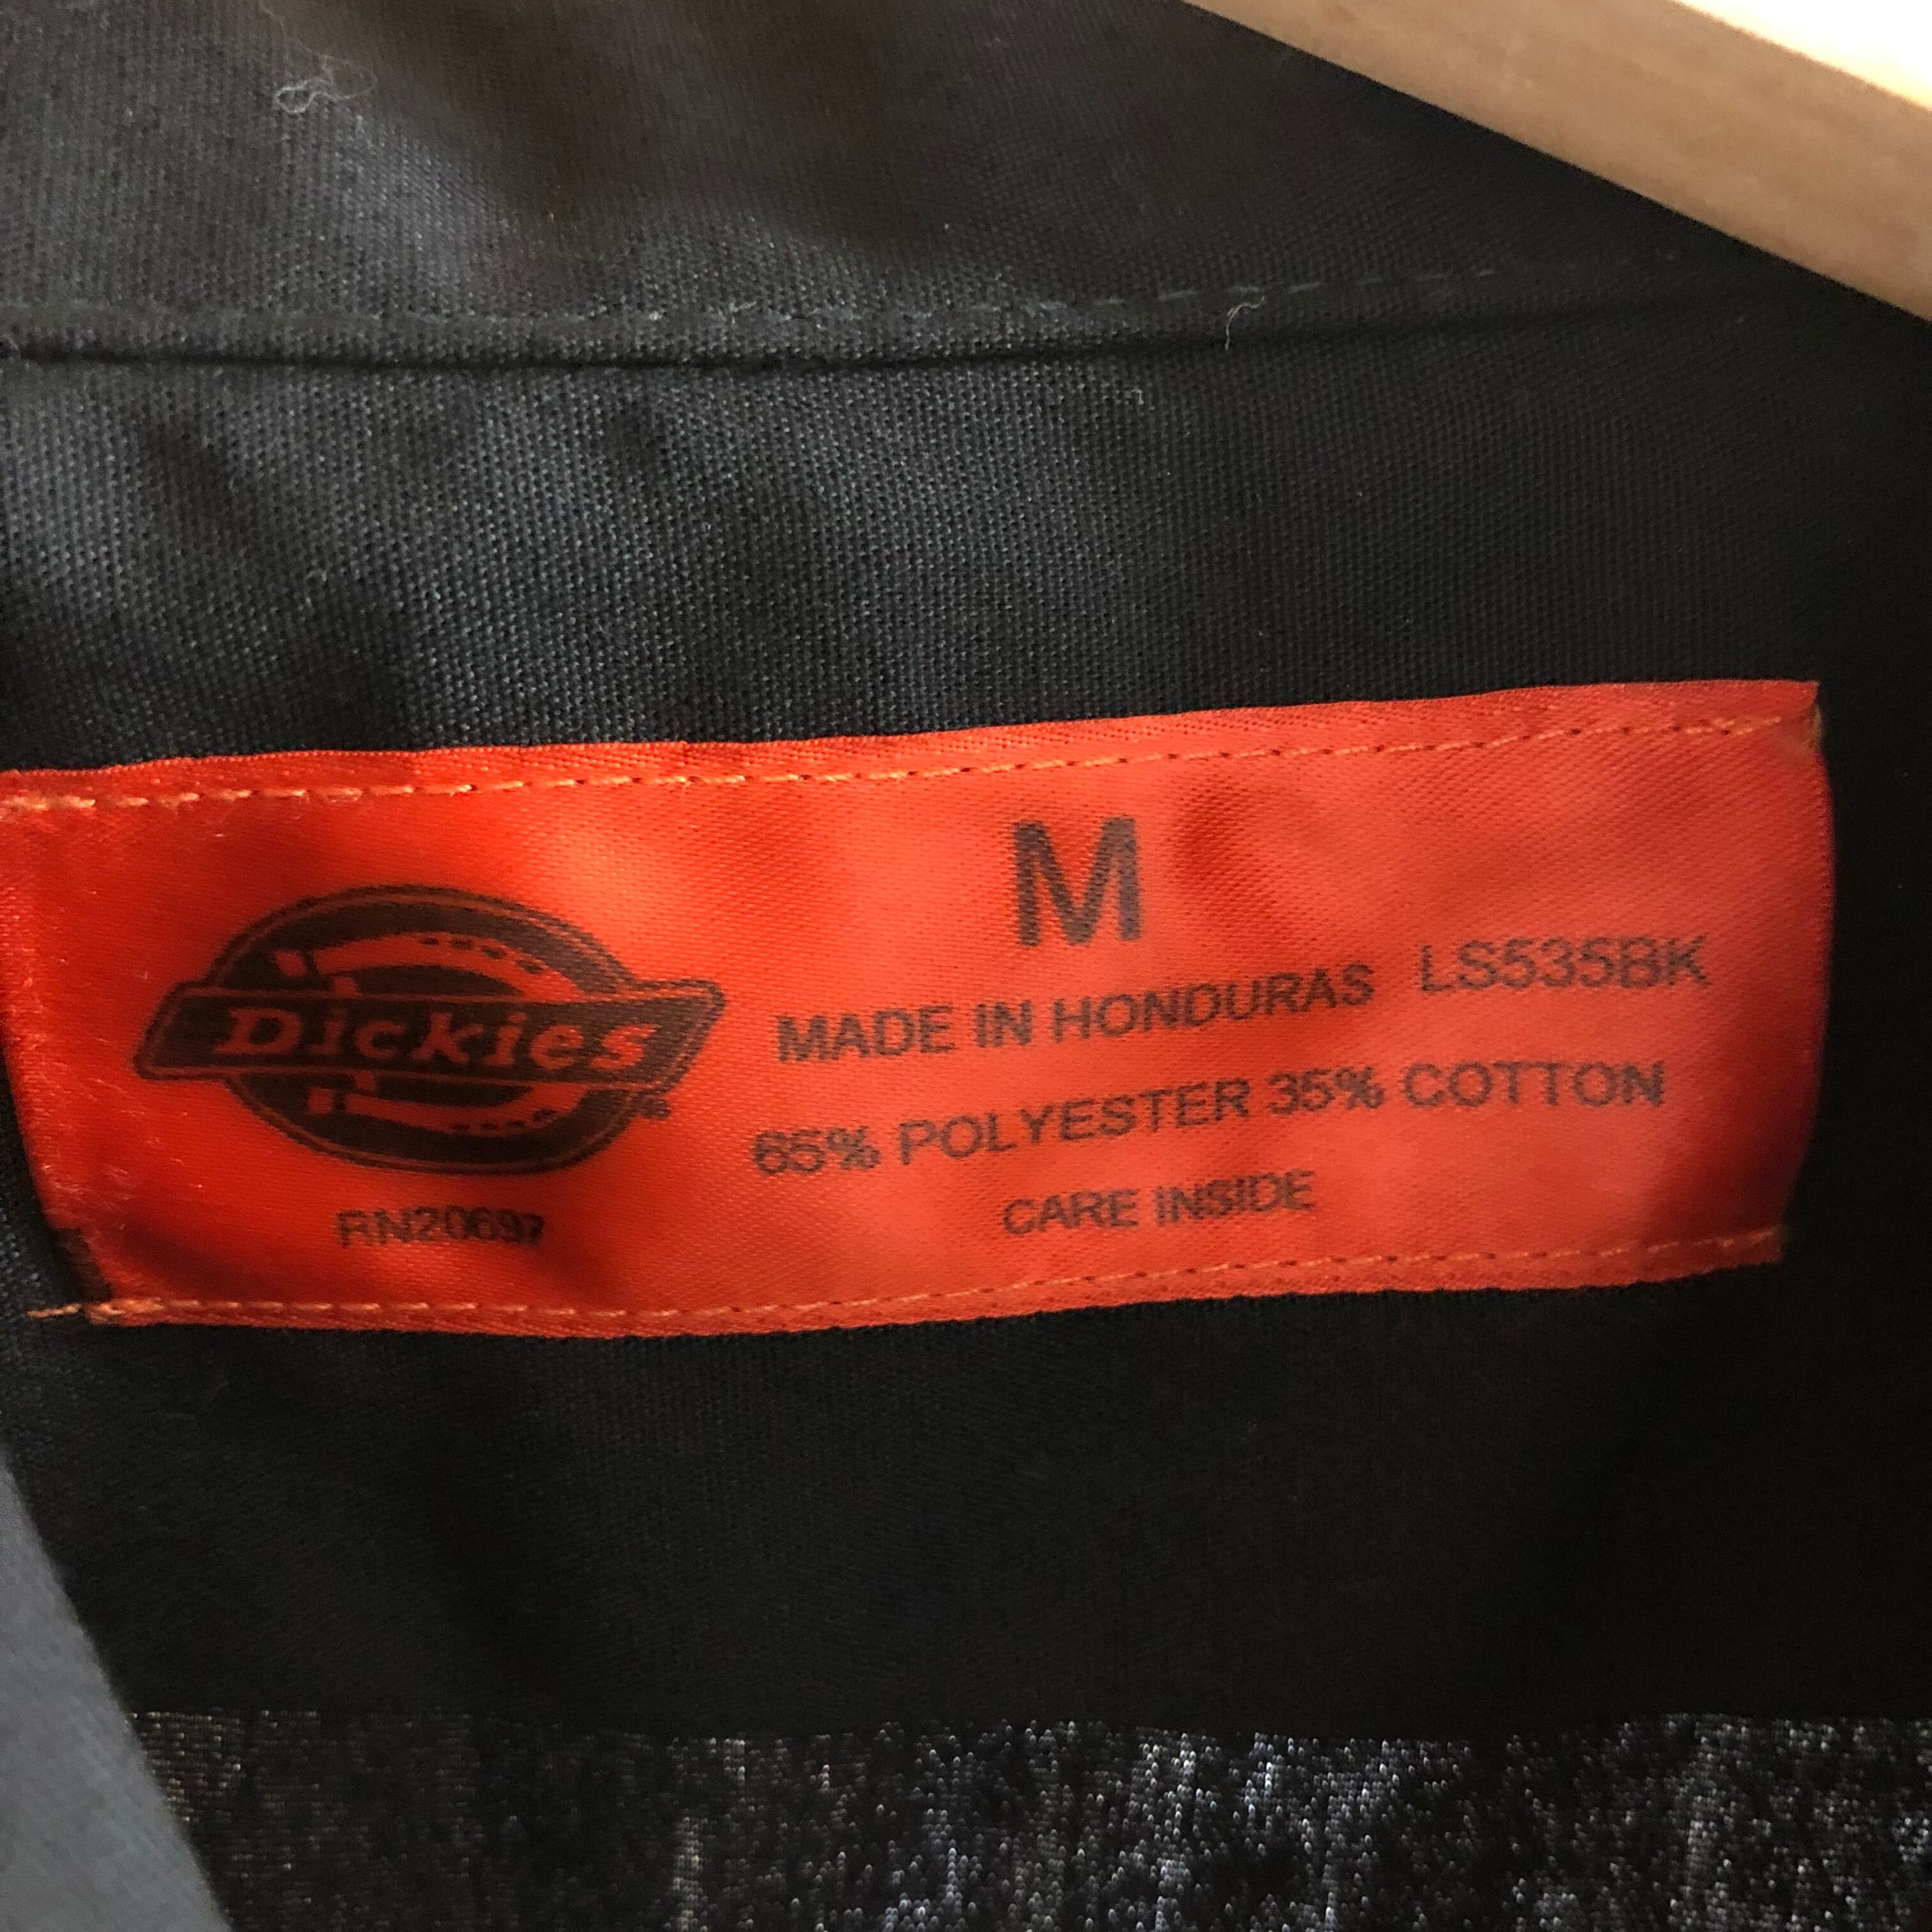 M
MADE IN HONDURAS LS535BK
65% POLYESTER 35% COTTON
CARE INSIDE
Dickies
RN20697